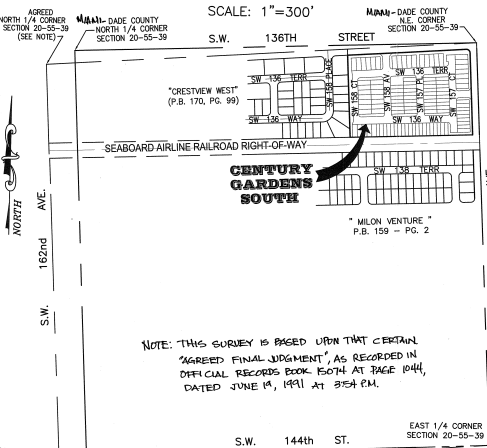 SCALE: 1"=300'
AGREED
NORTH 1/4 CORNER
SECTION 20-55-39
(SEE NOTE)
MIAMI-DADE COUNTY
NORTH 1/4 CORNER
SECTION 20-55-39
MIAMI-DADE COUNTY
N.E. CORNER
SECTION 20-55-39
S.W. 136TH STREET
"CRESTVIEW WEST"
(P.B. 170, PG. 99)
SW 136 TERR
SW 158 PLACE
SW 136 WAY
SW 136 TERR
SW 158 CT
SW 158 AV
SW 157 PL
SW 157 CT
SW 136 WAY
SEABOARD AIRLINE RAILROAD RIGHT-OF-WAY
CENTURY
GARDENS
SOUTH
SW 138 TERR
" MILON VENTURE "
P.B. 159 - PG. 2
NORTH
S.W. 162nd AVE.
NOTE: THIS SURVEY IS BASED UPON THAT CERTAIN
"AGREED FINAL JUDGMENT", AS RECORDED IN
OFFICIAL RECORDS BOOK 15074 AT PAGE 1044,
DATED JUNE 19, 1991 AT 3:54 P.M.
EAST 1/4 CORNER
SECTION 20-55-39
S.W. 144th ST.